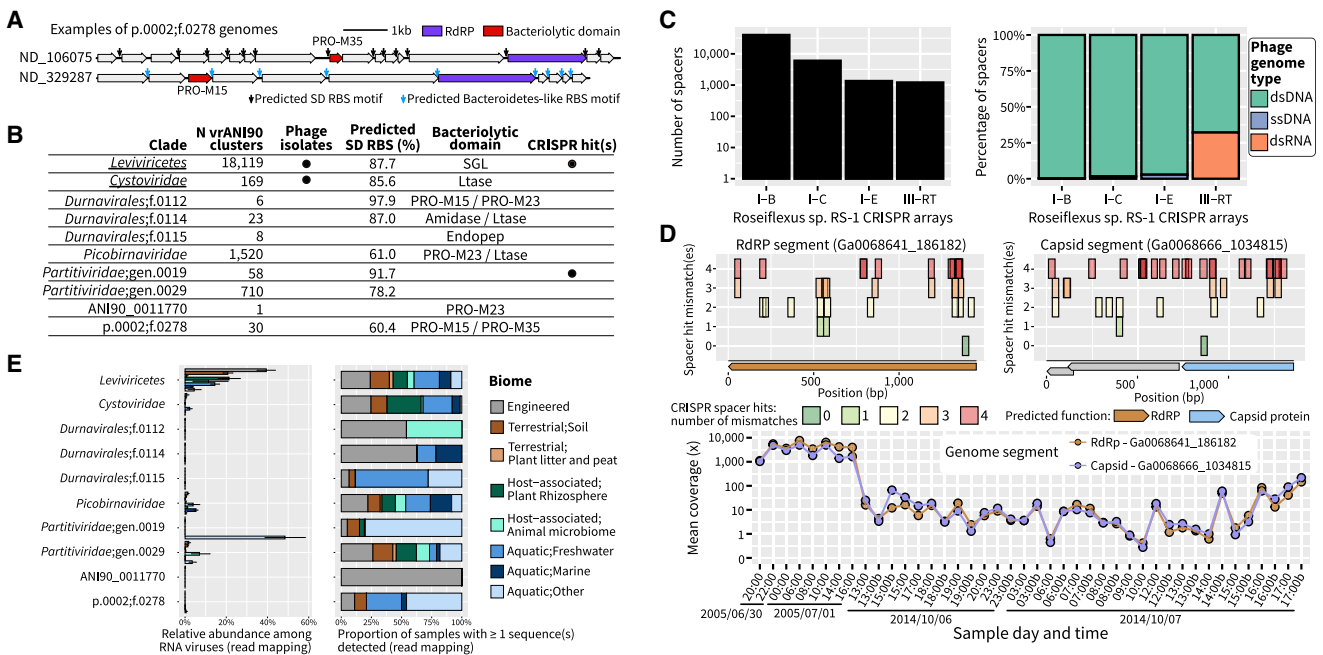 A
Examples of p.0002;f.0278 genomes
1kb
RdRP
Bacteriolytic domain
PRO-M35
ND_106075
ND_329287
PRO-M15
Predicted SD RBS motif
Predicted Bacteroidetes-like RBS motif
B
Clade N vrANI90 clusters Phage isolates Predicted SD RBS (%) Bacteriolytic domain CRISPR hit(s)
Leviviricetes 18,119 ● 87.7 SGL ●
Cystoviridae 169 ● 85.6 Ltase
Durnavirales;f.0112 6 97.9 PRO-M15 / PRO-M23
Durnavirales;f.0114 23 87.0 Amidase / Ltase
Durnavirales;f.0115 8 Endopep
Picobirnaviridae 1,520 61.0 PRO-M23 / Ltase
Partitiviridae;gen.0019 58 91.7 ●
Partitiviridae;gen.0029 710 78.2
ANI90_0011770 1 PRO-M23
p.0002;f.0278 30 60.4 PRO-M15 / PRO-M35
C
Number of spacers
10,000
1,000
100
10
1
I-B I-C I-E III-RT
Roseiflexus sp. RS-1 CRISPR arrays
Percentage of spacers
100%
75%
50%
25%
0%
I-B I-C I-E III-RT
Roseiflexus sp. RS-1 CRISPR arrays
Phage genome type
dsDNA
ssDNA
dsRNA
D
RdRP segment (Ga0068641_186182)
Spacer hit mismatch(es)
4
3
2
1
0
0 500 1,000
Position (bp)
Capsid segment (Ga0068666_1034815)
Spacer hit mismatch(es)
4
3
2
1
0
0 500 1,000
Position (bp)
CRISPR spacer hits:
number of mismatches
0 1 2 3 4
Predicted function: RdRP Capsid protein
Mean coverage (x)
10,000
1,000
100
10
1
0
Genome segment
RdRp - Ga0068641_186182
Capsid - Ga0068666_1034815
2005/06/30
2005/07/01
2014/10/06
2014/10/07
Sample day and time
E
Leviviricetes
Cystoviridae
Durnavirales;f.0112
Durnavirales;f.0114
Durnavirales;f.0115
Picobirnaviridae
Partitiviridae;gen.0019
Partitiviridae;gen.0029
ANI90_0011770
p.0002;f.0278
0% 20% 40% 60%
Relative abundance among
RNA viruses (read mapping)
0% 25% 50% 75% 100%
Proportion of samples with ≥ 1 sequence(s)
detected (read mapping)
Biome
Engineered
Terrestrial;Soil
Terrestrial;
Plant litter and peat
Host-associated;
Plant Rhizosphere
Host-associated;
Animal microbiome
Aquatic;Freshwater
Aquatic;Marine
Aquatic;Other